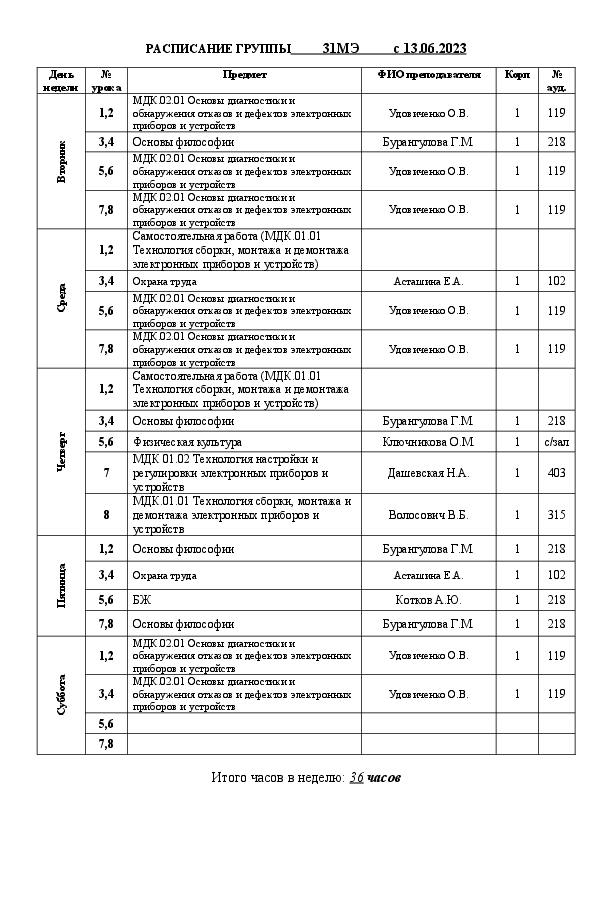 РАСПИСАНИЕ ГРУППЫ 31МЭ с 13.06.2023
День недели № урока Предмет ФИО преподавателя Корп № ауд.
Вторник
1,2 МДК.02.01 Основы диагностики и
обнаружения отказов и дефектов электронных
приборов и устройств Удовиченко О.В. 1 119
3,4 Основы философии Бурангулова Г.М. 1 218
5,6 МДК.02.01 Основы диагностики и
обнаружения отказов и дефектов электронных
приборов и устройств Удовиченко О.В. 1 119
7,8 МДК.02.01 Основы диагностики и
обнаружения отказов и дефектов электронных
приборов и устройств Удовиченко О.В. 1 119
Среда
1,2 Самостоятельная работа (МДК.01.01
Технология сборки, монтажа и демонтажа
электронных приборов и устройств)
3,4 Охрана труда Асташина Е.А. 1 102
5,6 МДК.02.01 Основы диагностики и
обнаружения отказов и дефектов электронных
приборов и устройств Удовиченко О.В. 1 119
7,8 МДК.02.01 Основы диагностики и
обнаружения отказов и дефектов электронных
приборов и устройств Удовиченко О.В. 1 119
Четверг
1,2 Самостоятельная работа (МДК.01.01
Технология сборки, монтажа и демонтажа
электронных приборов и устройств)
3,4 Основы философии Бурангулова Г.М. 1 218
5,6 Физическая культура Ключникова О.М. 1 с/зал
7 МДК 01.02 Технология настройки и
регулировки электронных приборов и
устройств Дашевская Н.А. 1 403
8 МДК.01.01 Технология сборки, монтажа и
демонтажа электронных приборов и
устройств Волосович В.Б. 1 315
Пятница
1,2 Основы философии Бурангулова Г.М. 1 218
3,4 Охрана труда Асташина Е.А. 1 102
5,6 БЖ Котков А.Ю. 1 218
7,8 Основы философии Бурангулова Г.М. 1 218
Суббота
1,2 МДК.02.01 Основы диагностики и
обнаружения отказов и дефектов электронных
приборов и устройств Удовиченко О.В. 1 119
3,4 МДК.02.01 Основы диагностики и
обнаружения отказов и дефектов электронных
приборов и устройств Удовиченко О.В. 1 119
5,6
7,8
Итого часов в неделю: 36 часов